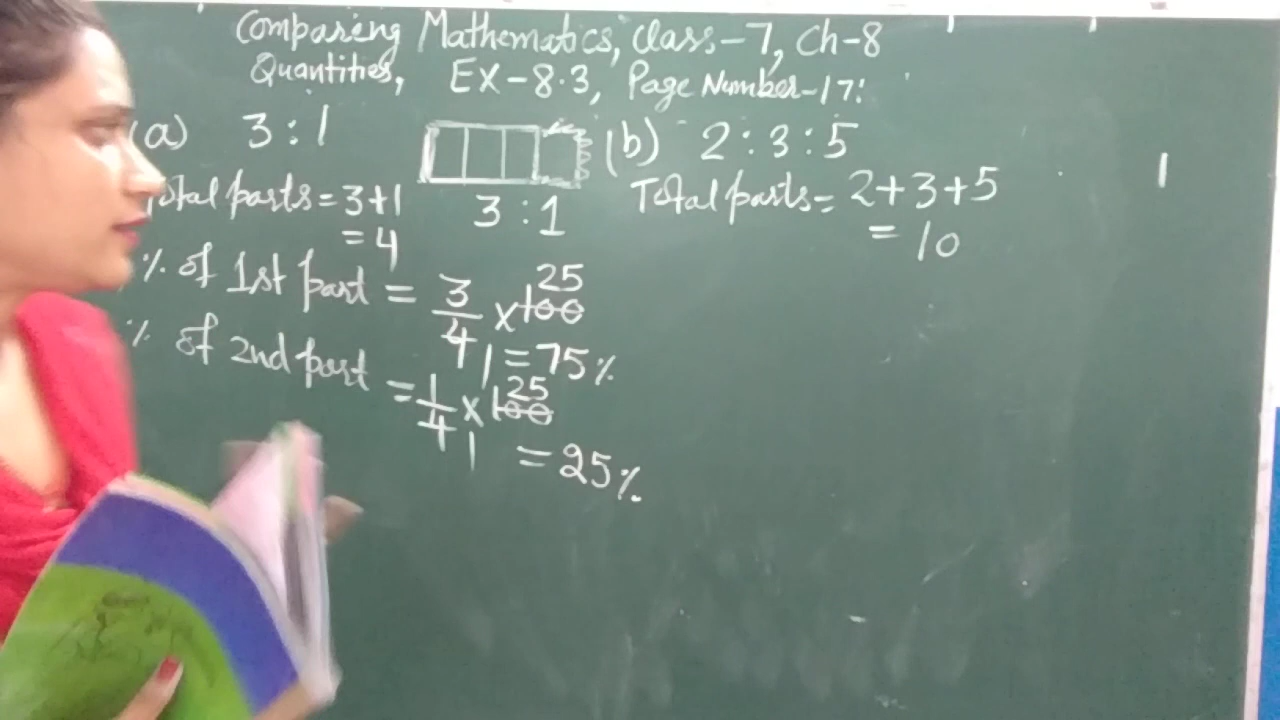 Comparing Mathematics, Class-7, Ch-8
Quantities, EX-8.3, Page Number-17
(a) 3:1
Total parts = 3+1
= 4
3:1
% of 1st part = 3/4 × 100 25
1 = 75%
% of 2nd part = 1/4 × 100 25
1 = 25%
(b) 2:3:5
Total parts = 2+3+5
= 10